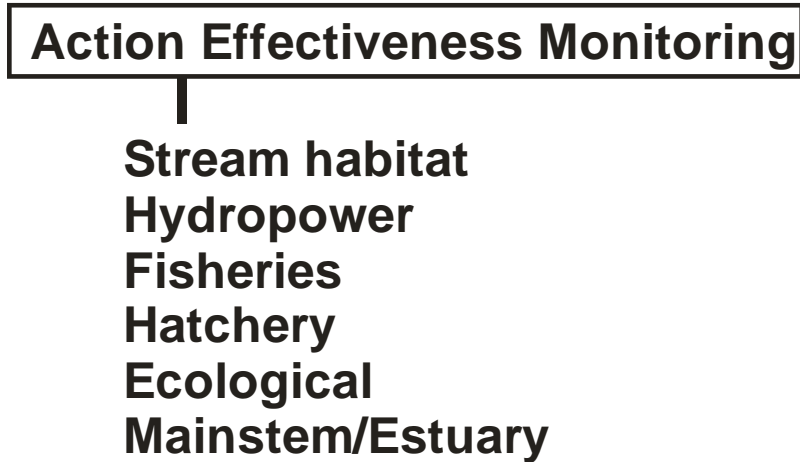 Action Effectiveness Monitoring
Stream habitat
Hydropower
Fisheries
Hatchery
Ecological
Mainstem/Estuary